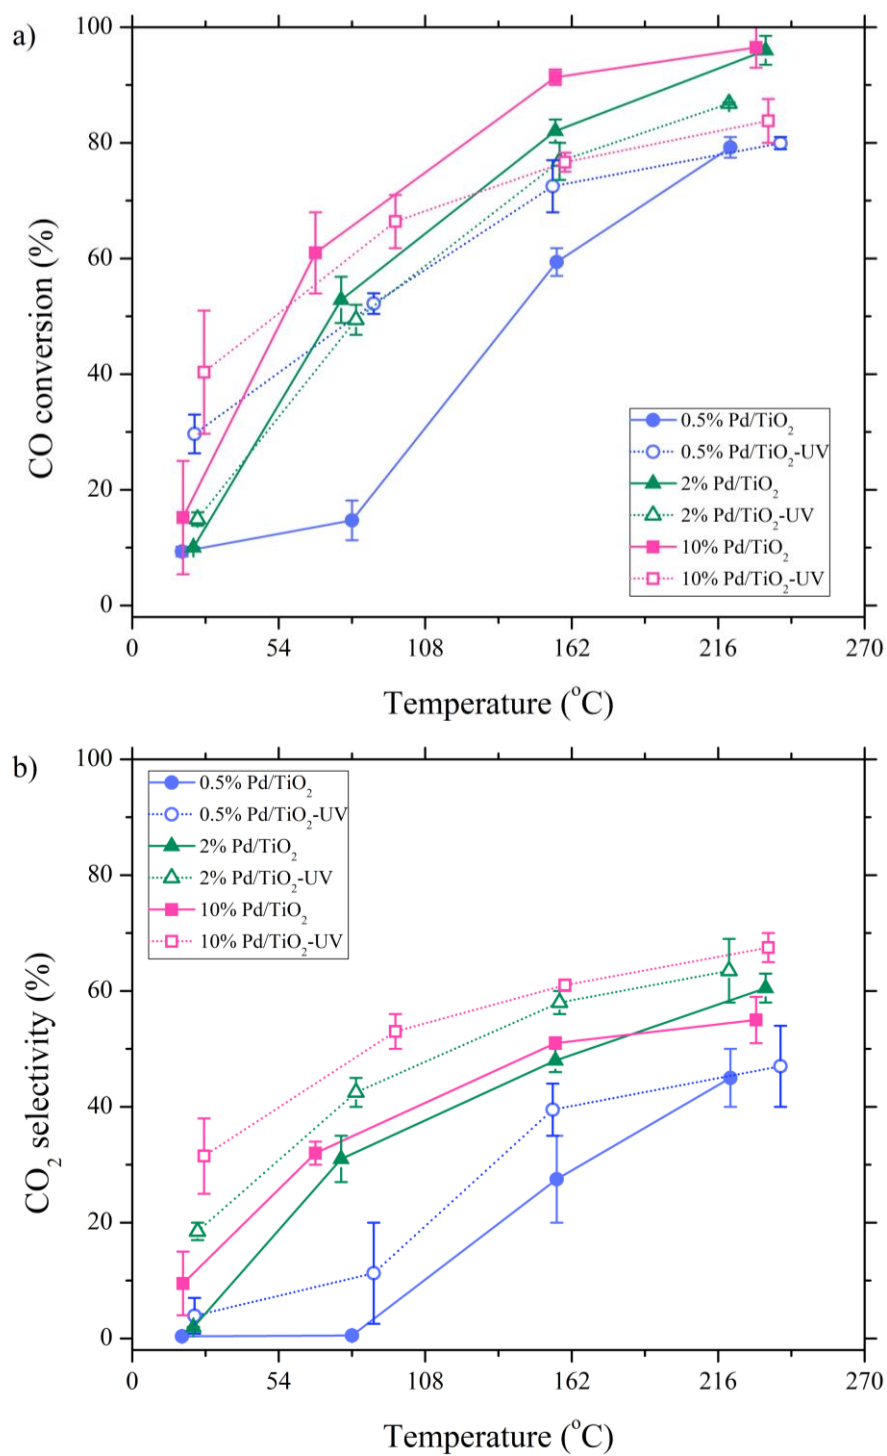 a)
100
80
60
40
20
0
CO conversion (%)
0.5% Pd/TiO₂
0.5% Pd/TiO₂-UV
2% Pd/TiO₂
2% Pd/TiO₂-UV
10% Pd/TiO₂
10% Pd/TiO₂-UV
0 54 108 162 216 270
Temperature (°C)
b)
100
80
60
40
20
0
CO₂ selectivity (%)
0.5% Pd/TiO₂
0.5% Pd/TiO₂-UV
2% Pd/TiO₂
2% Pd/TiO₂-UV
10% Pd/TiO₂
10% Pd/TiO₂-UV
0 54 108 162 216 270
Temperature (°C)